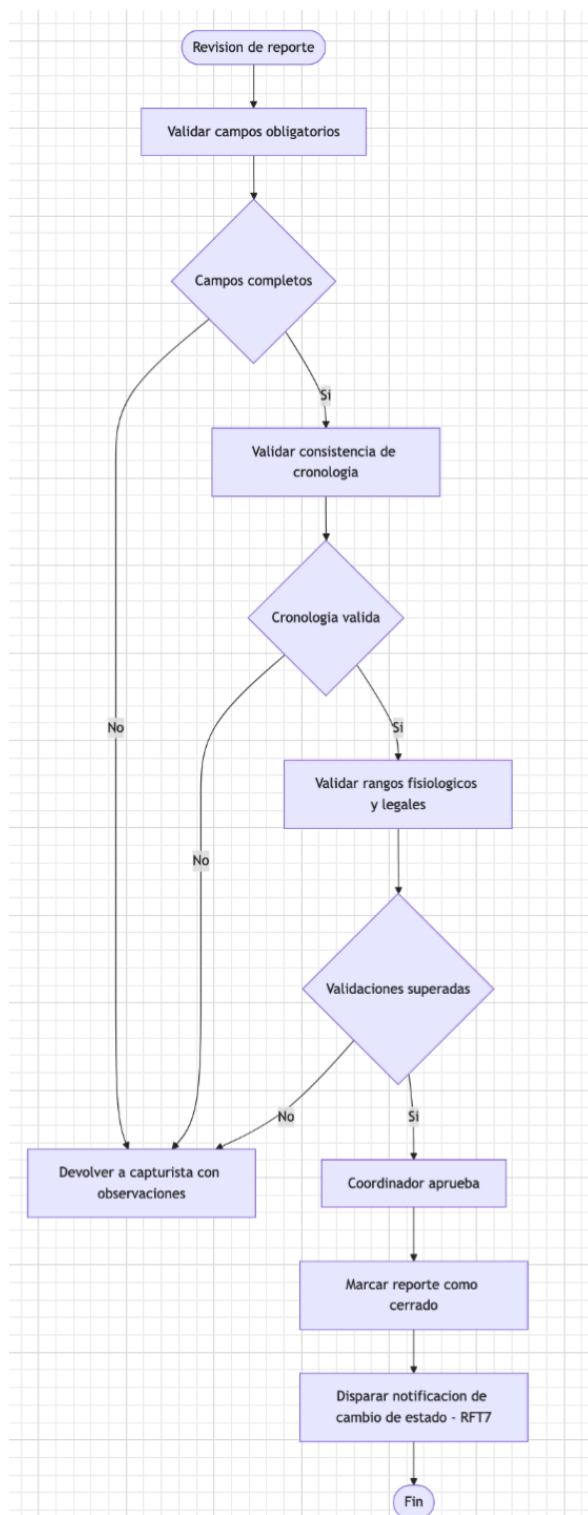 Revision de reporte
Validar campos obligatorios
Campos completos
Si
Validar consistencia de
cronologia
Cronologia valida
No
Si
Validar rangos fisiologicos
y legales
No
Validaciones superadas
No
Si
Devolver a capturista con
observaciones
Coordinador aprueba
Marcar reporte como
cerrado
Disparar notificacion de
cambio de estado - RFT7
Fin